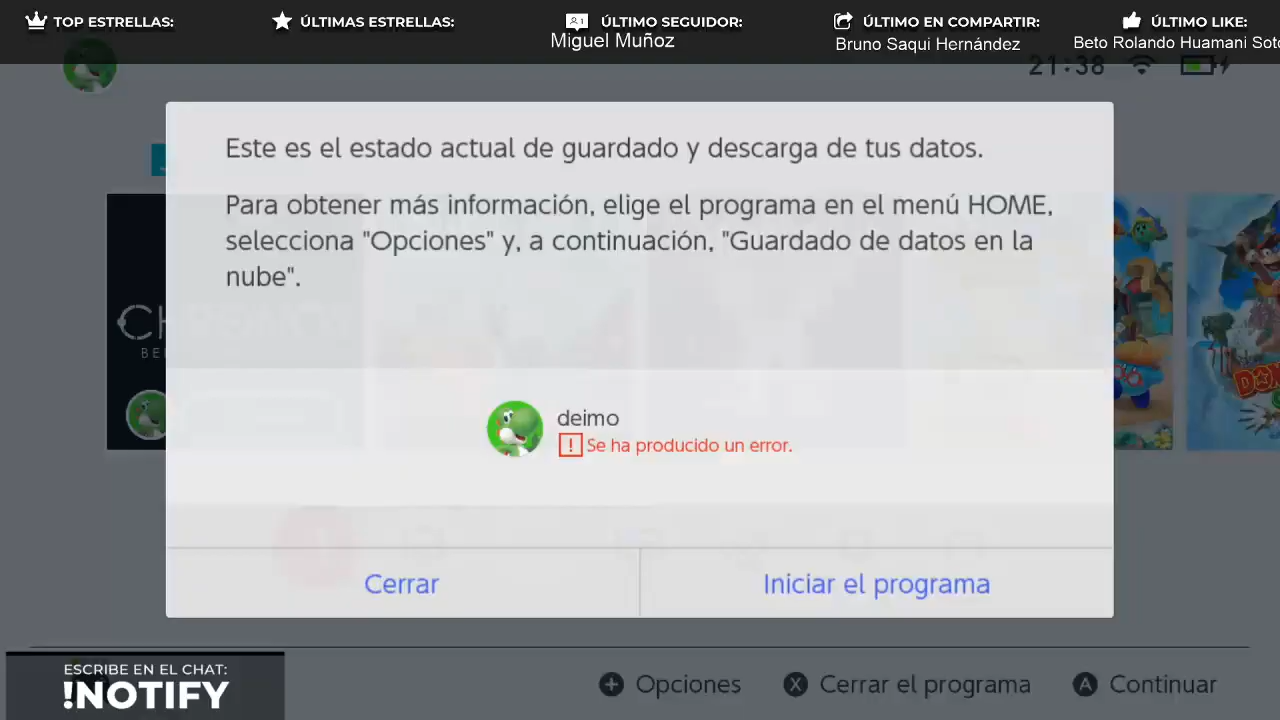 TOP ESTRELLAS:
ÚLTIMAS ESTRELLAS:
ÚLTIMO SEGUIDOR:
Miguel Muñoz
ÚLTIMO EN COMPARTIR:
Bruno Saqui Hernández
ÚLTIMO LIKE:
Beto Rolando Huamani Soto
21:38
Este es el estado actual de guardado y descarga de tus datos.
Para obtener más información, elige el programa en el menú HOME,
selecciona "Opciones" y, a continuación, "Guardado de datos en la
nube".
deimo
Se ha producido un error.
Cerrar
Iniciar el programa
ESCRIBE EN EL CHAT:
!NOTIFY
+ Opciones
X Cerrar el programa
A Continuar